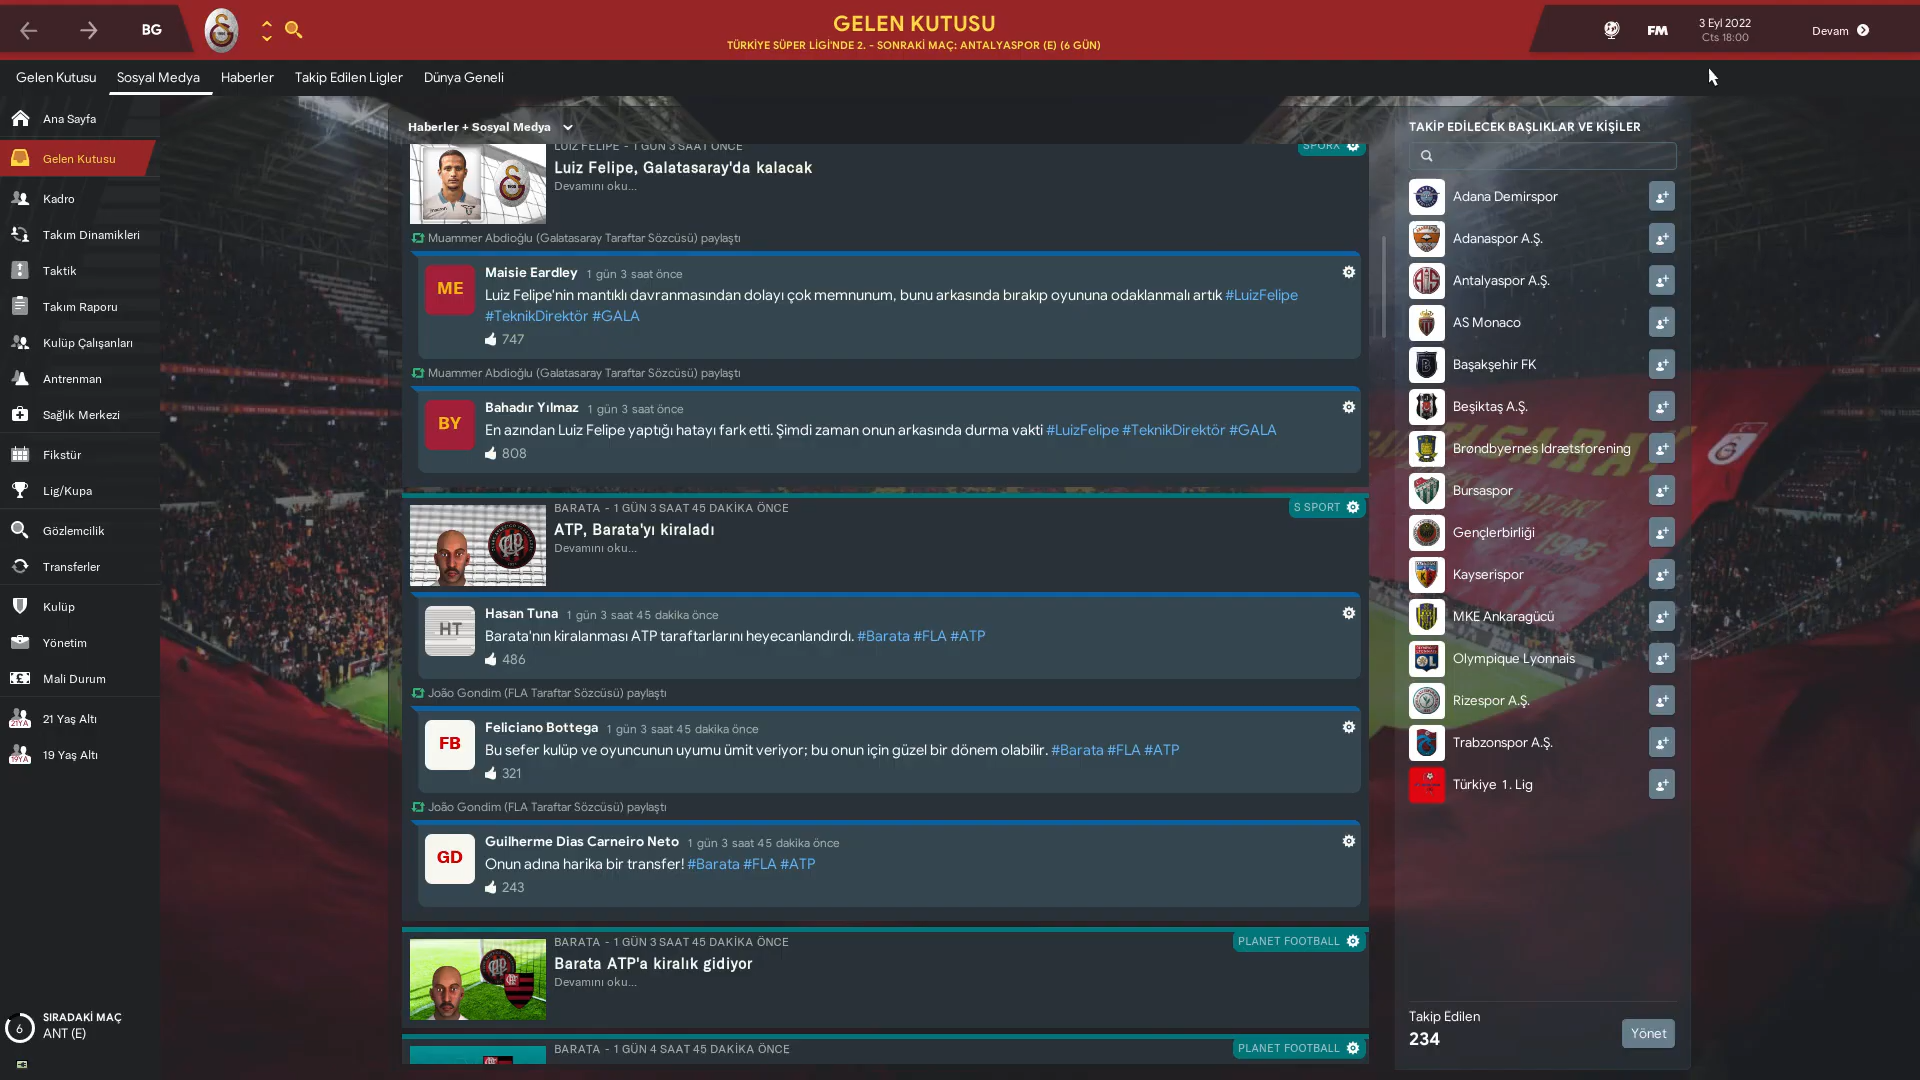 BG
GELEN KUTUSU
TÜRKİYE SÜPER LİGİ'NDE 2. - SONRAKİ MAÇ: ANTALYASPOR (E) (6 GÜN)
FM
3 Eyl 2022
Cts 18:00
Devam
Gelen Kutusu
Sosyal Medya
Haberler
Takip Edilen Ligler
Dünya Geneli
Ana Sayfa
Gelen Kutusu
Kadro
Takım Dinamikleri
Taktik
Takım Raporu
Kulüp Çalışanları
Antrenman
Sağlık Merkezi
Fikstür
Lig/Kupa
Gözlemcilik
Transferler
Kulüp
Yönetim
Mali Durum
21 Yaş Altı
19 Yaş Altı
6
SIRADAKİ MAÇ
ANT (E)
Haberler + Sosyal Medya
LUIZ FELIPE - 1 GÜN 3 SAAT ÖNCE
SPORX
Luiz Felipe, Galatasaray'da kalacak
Devamını oku...
Muammer Abdioğlu (Galatasaray Taraftar Sözcüsü) paylaştı
ME
Maisie Eardley 1 gün 3 saat önce
Luiz Felipe'nin mantıklı davranmasından dolayı çok memnunum, bunu arkasında bırakıp oyununa odaklanmalı artık #LuizFelipe
#TeknikDirektör #GALA
747
Muammer Abdioğlu (Galatasaray Taraftar Sözcüsü) paylaştı
BY
Bahadır Yılmaz 1 gün 3 saat önce
En azından Luiz Felipe yaptığı hatayı fark etti. Şimdi zaman onun arkasında durma vakti #LuizFelipe #TeknikDirektör #GALA
808
BARATA - 1 GÜN 3 SAAT 45 DAKİKA ÖNCE
S SPORT
ATP, Barata'yı kiraladı
Devamını oku...
HT
Hasan Tuna 1 gün 3 saat 45 dakika önce
Barata'nın kiralanması ATP taraftarlarını heyecanlandırdı. #Barata #FLA #ATP
486
João Gondim (FLA Taraftar Sözcüsü) paylaştı
FB
Feliciano Bottega 1 gün 3 saat 45 dakika önce
Bu sefer kulüp ve oyuncunun uyumu ümit veriyor; bu onun için güzel bir dönem olabilir. #Barata #FLA #ATP
321
João Gondim (FLA Taraftar Sözcüsü) paylaştı
GD
Guilherme Dias Carneiro Neto 1 gün 3 saat 45 dakika önce
Onun adına harika bir transfer! #Barata #FLA #ATP
243
BARATA - 1 GÜN 3 SAAT 45 DAKİKA ÖNCE
PLANET FOOTBALL
Barata ATP'a kiralık gidiyor
Devamını oku...
BARATA - 1 GÜN 4 SAAT 45 DAKİKA ÖNCE
PLANET FOOTBALL
TAKİP EDİLECEK BAŞLIKLAR VE KİŞİLER
Adana Demirspor
Adanaspor A.Ş.
Antalyaspor A.Ş.
AS Monaco
Başakşehir FK
Beşiktaş A.Ş.
Brøndbyernes Idrætsforening
Bursaspor
Gençlerbirliği
Kayserispor
MKE Ankaragücü
Olympique Lyonnais
Rizespor A.Ş.
Trabzonspor A.Ş.
Türkiye 1. Lig
Takip Edilen
234
Yönet